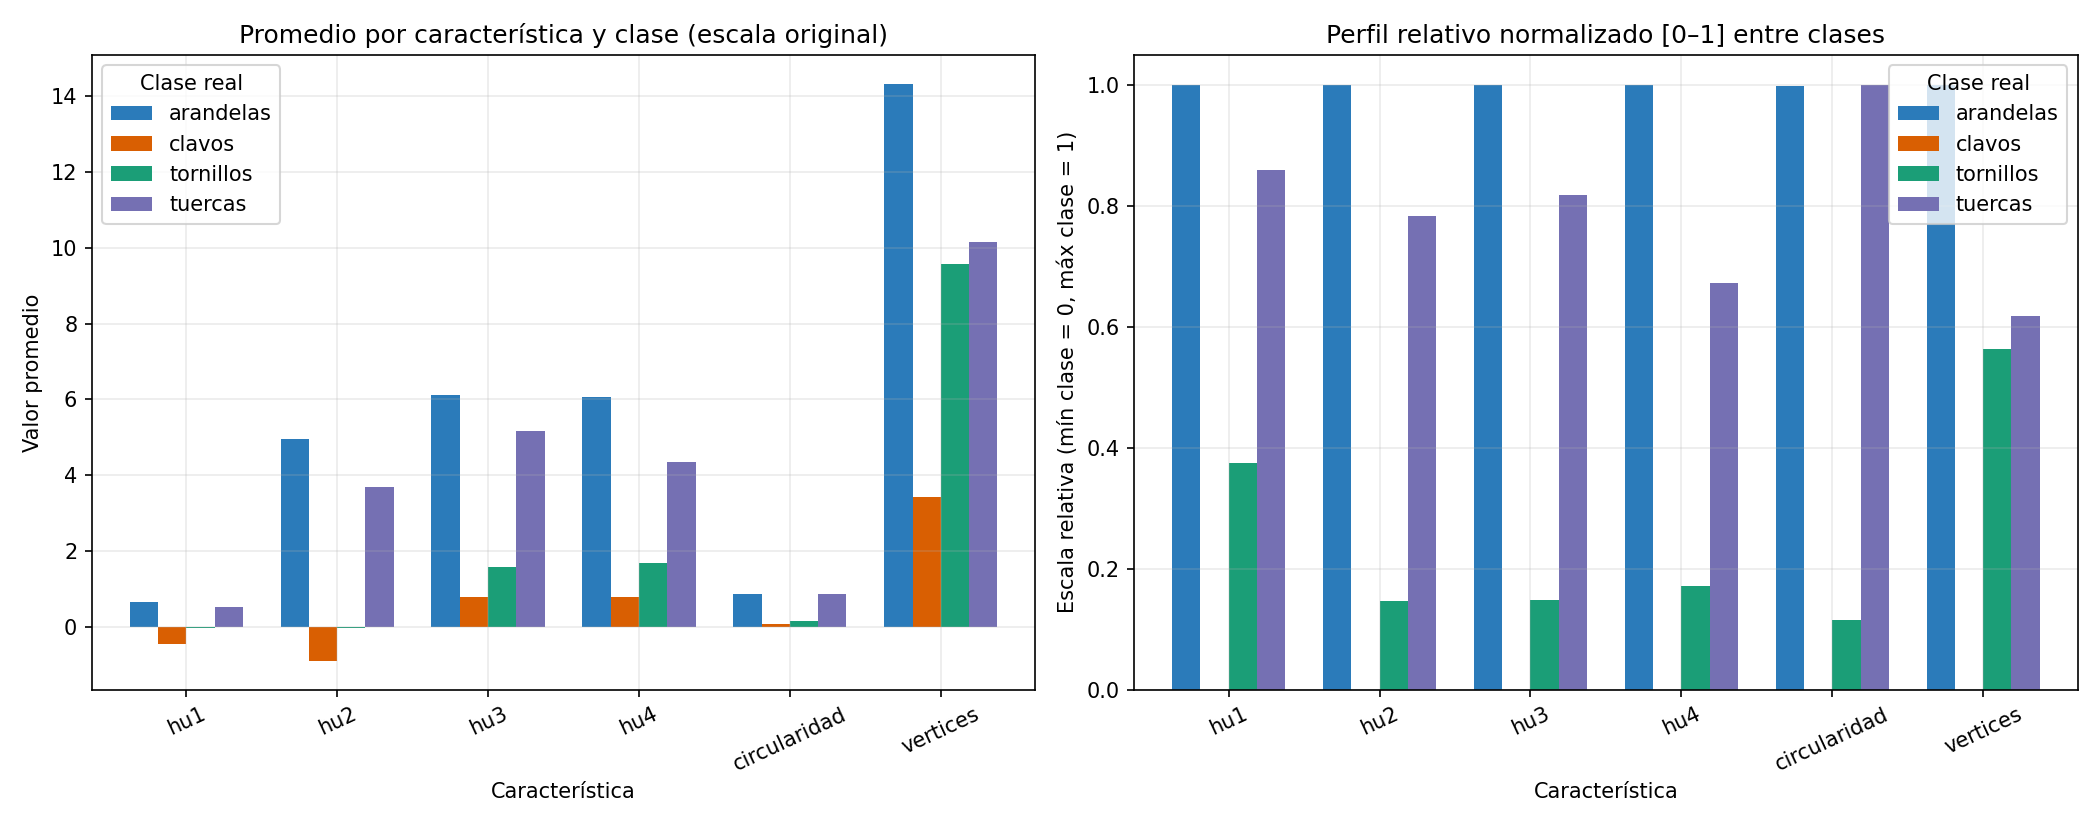 Promedio por característica y clase (escala original)
Valor promedio
14
12
10
8
6
4
2
0
Clase real
arandelas
clavos
tornillos
tuercas
hu1
hu2
hu3
hu4
circularidad
vertices
Característica
Perfil relativo normalizado [0–1] entre clases
Escala relativa (mín clase = 0, máx clase = 1)
1.0
0.8
0.6
0.4
0.2
0.0
Clase real
arandelas
clavos
tornillos
tuercas
hu1
hu2
hu3
hu4
circularidad
vertices
Característica